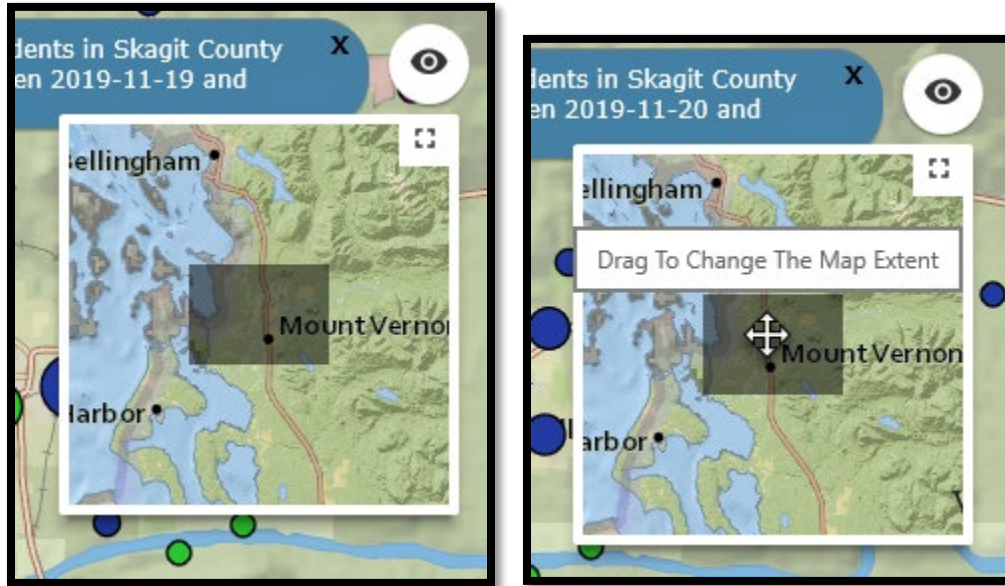 dents in Skagit County X
en 2019-11-19 and
ellingham
Mount Vernon
Harbor
dents in Skagit County X
en 2019-11-20 and
ellingham
Drag To Change The Map Extent
Mount Vernon
arbor